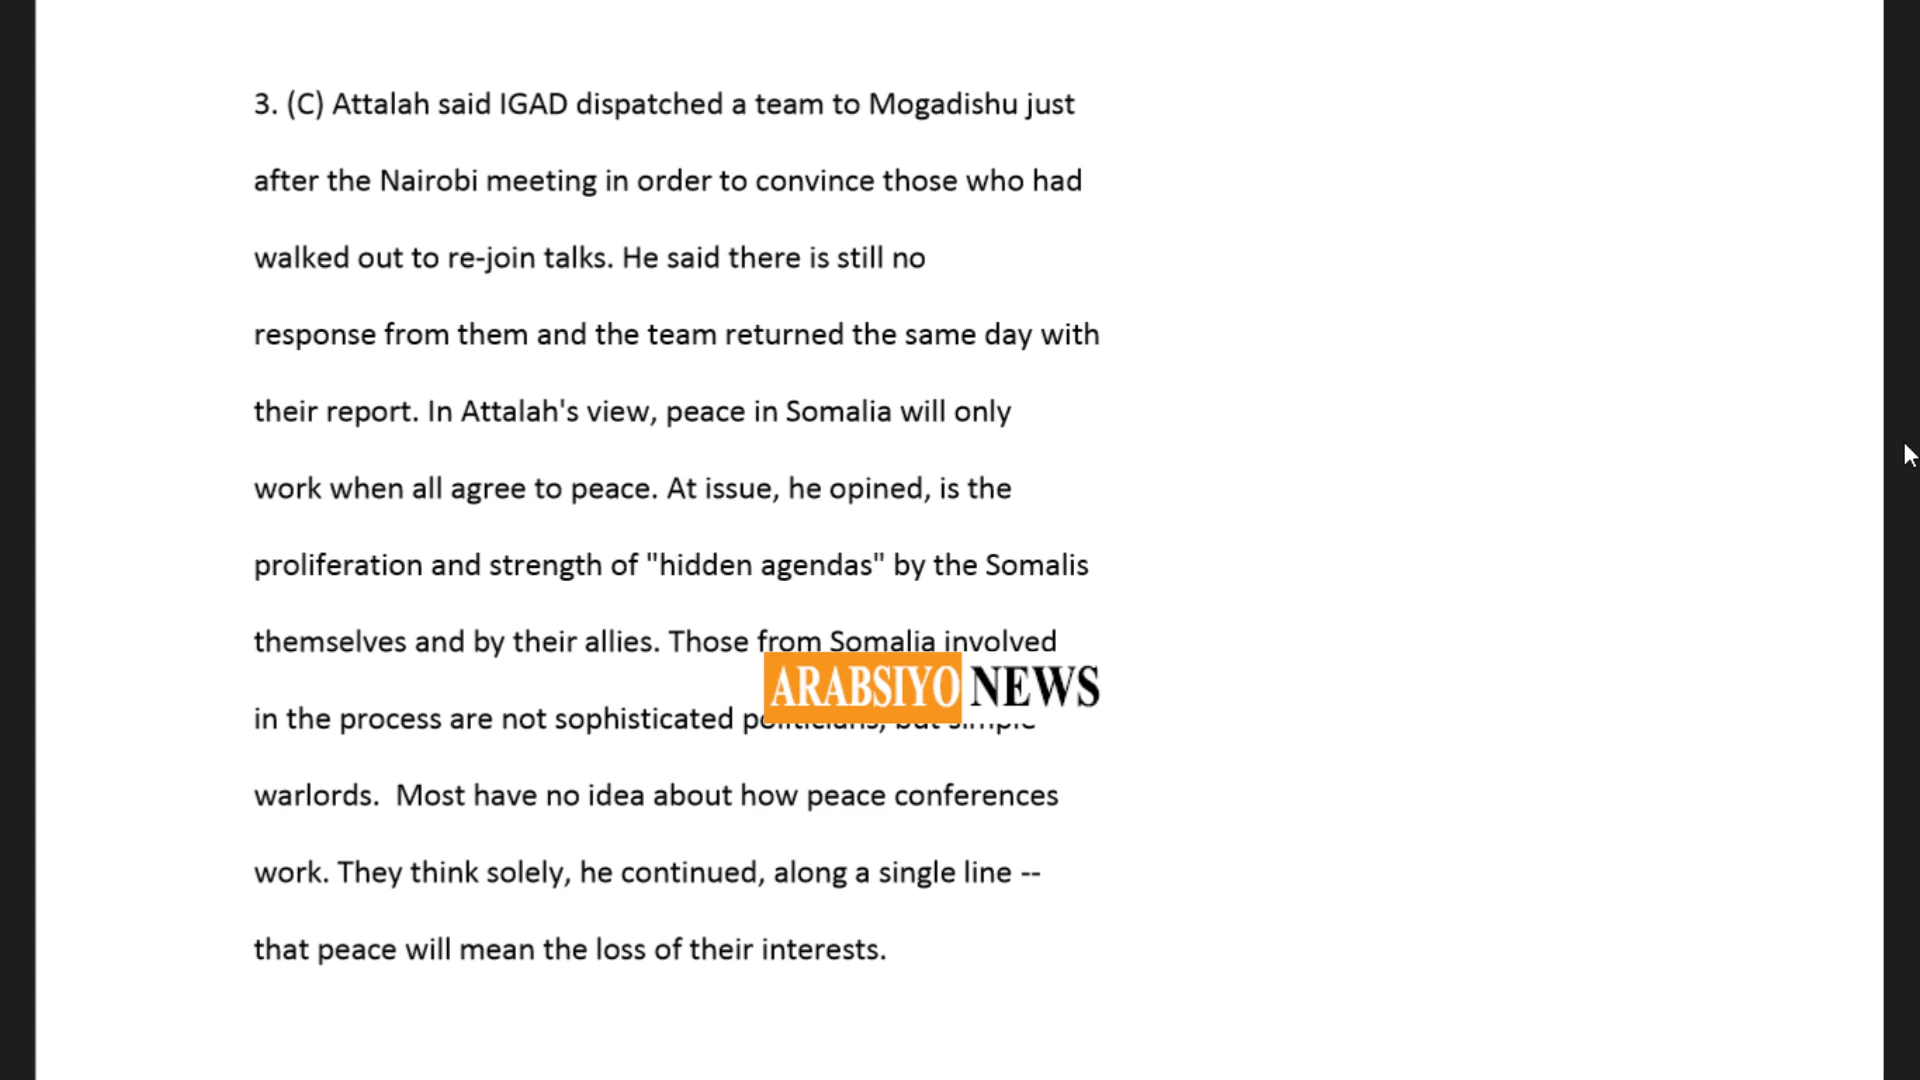 3. (C) Attalah said IGAD dispatched a team to Mogadishu just
after the Nairobi meeting in order to convince those who had
walked out to re-join talks. He said there is still no
response from them and the team returned the same day with
their report. In Attalah's view, peace in Somalia will only
work when all agree to peace. At issue, he opined, is the
proliferation and strength of "hidden agendas" by the Somalis
themselves and by their allies. Those from Somalia involved
ARABSIYO NEWS
in the process are not sophisticated politicians, but simple
warlords.  Most have no idea about how peace conferences
work. They think solely, he continued, along a single line --
that peace will mean the loss of their interests.